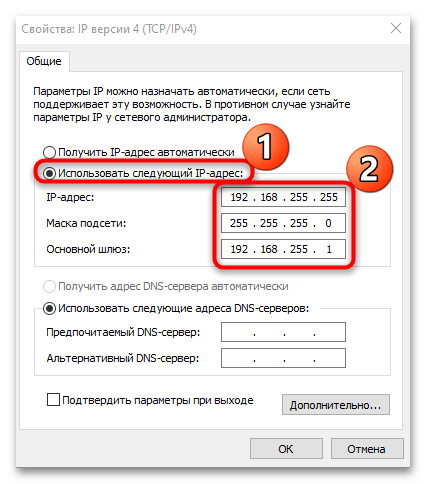 Свойства: IP версии 4 (TCP/IPv4)
Общие
Параметры IP можно назначать автоматически, если сеть
поддерживает эту возможность. В противном случае узнайте
параметры IP у сетевого администратора.
1
Получить IP-адрес автоматически
Использовать следующий IP-адрес:
2
IP-адрес: 192 . 168 . 255 . 255
Маска подсети: 255 . 255 . 255 . 0
Основной шлюз: 192 . 168 . 255 . 1
Получить адрес DNS-сервера автоматически
Использовать следующие адреса DNS-серверов:
Предпочитаемый DNS-сервер: . . .
Альтернативный DNS-сервер: . . .
Подтвердить параметры при выходе
Дополнительно...
ОК Отмена